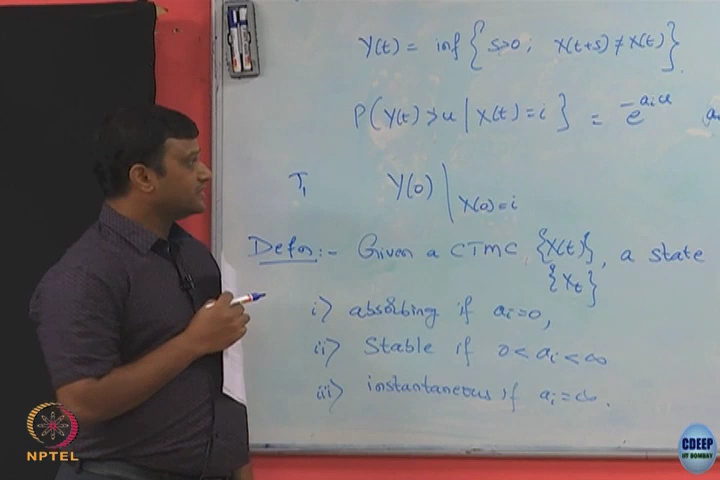 Y(t) = inf { s>0 ; X(t+s) ≠ X(t) }.
P( Y(t) > u | X(t) = i } = e^{-a_i u}
T_1 Y(0) | X(0)=i
Defn:- Given a CTMC {X(t)}, a state
{X_t}
i) absorbing if a_i=0,
ii) Stable if 0 < a_i < ∞
iii) instantaneous if a_i=∞.
NPTEL
CDEEP
IIT BOMBAY